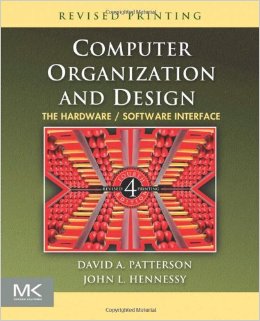 REVISED PRINTING
COMPUTER
ORGANIZATION
AND DESIGN
THE HARDWARE / SOFTWARE INTERFACE
REVISED 4 PRINTING
DAVID A. PATTERSON
JOHN L. HENNESSY
MK